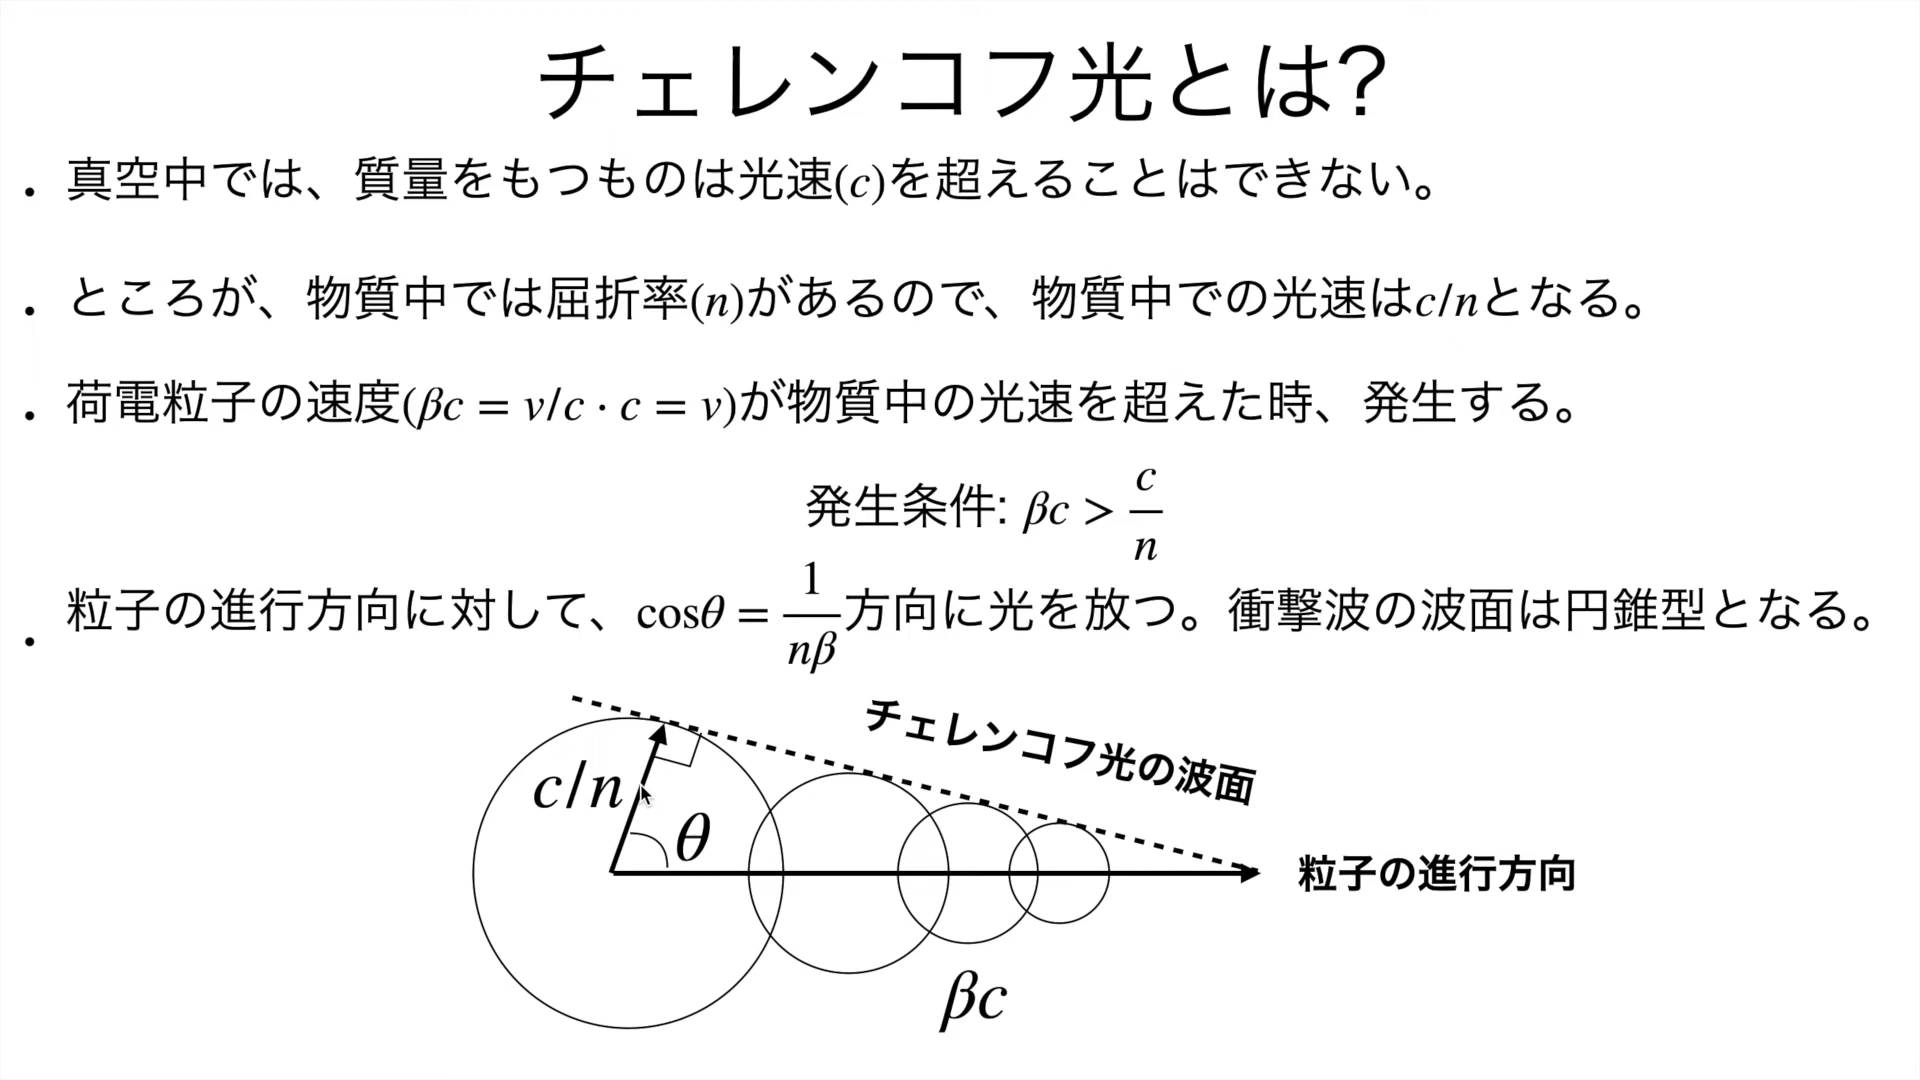 チェレンコフ光とは?
• 真空中では、質量をもつものは光速(c)を超えることはできない。
• ところが、物質中では屈折率(n)があるので、物質中での光速はc/nとなる。
• 荷電粒子の速度(βc = v/c · c = v)が物質中の光速を超えた時、発生する。
発生条件: βc > c/n
• 粒子の進行方向に対して、cosθ = 1/nβ 方向に光を放つ。衝撃波の波面は円錐型となる。
チェレンコフ光の波面
c/n
θ
粒子の進行方向
βc